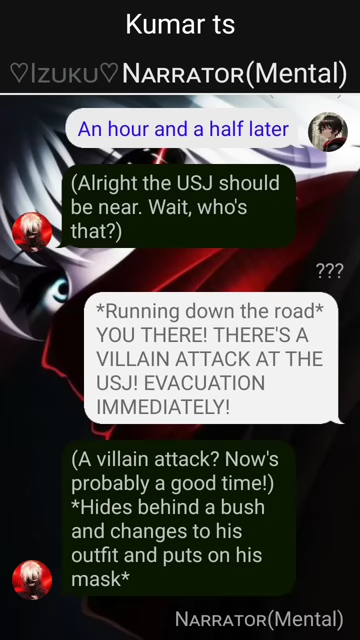 Kumar ts
♡Izuku♡ Narrator(Mental)
An hour and a half later
(Alright the USJ should
be near. Wait, who's
that?)
???
*Running down the road*
YOU THERE! THERE'S A
VILLAIN ATTACK AT THE
USJ! EVACUATION
IMMEDIATELY!
(A villain attack? Now's
probably a good time!)
*Hides behind a bush
and changes to his
outfit and puts on his
mask*
Narrator(Mental)